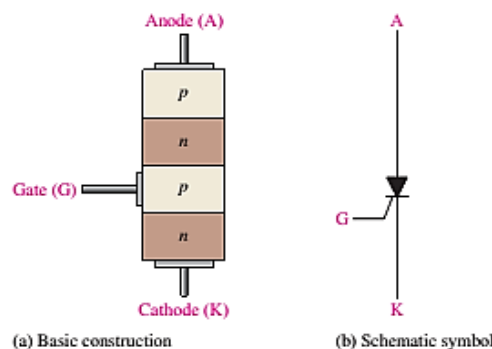 Anode (A)
p
n
Gate (G)
p
n
Cathode (K)
(a) Basic construction
A
G
K
(b) Schematic symbol